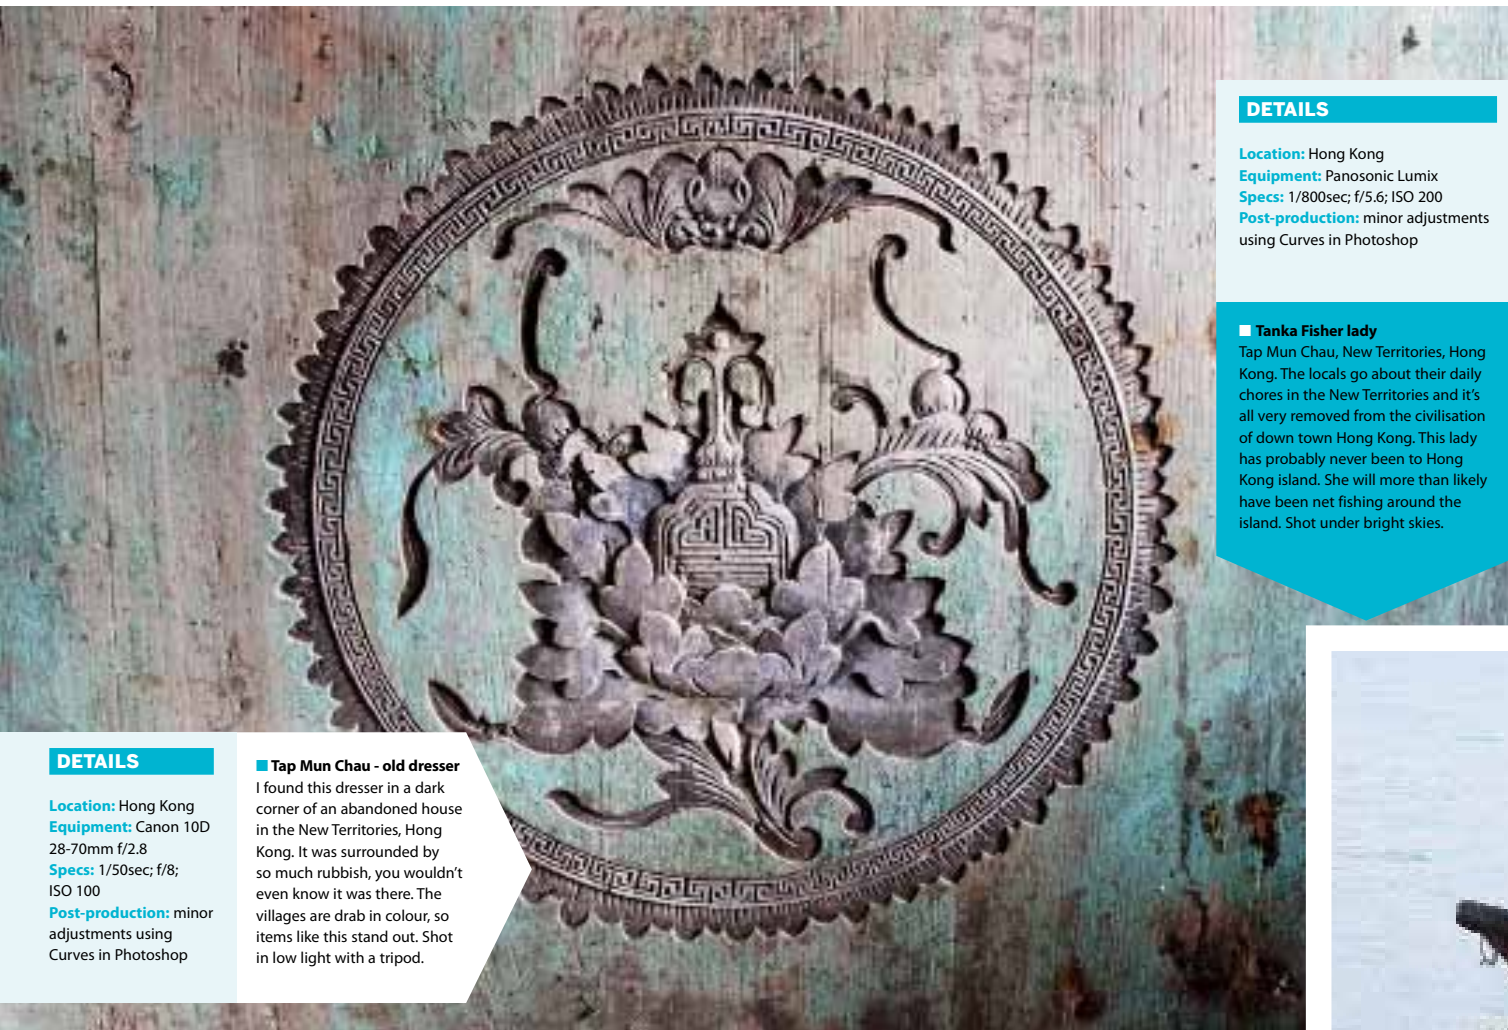 DETAILS
Location: Hong Kong
Equipment: Panosonic Lumix
Specs: 1/800sec; f/5.6; ISO 200
Post-production: minor adjustments
using Curves in Photoshop
Tanka Fisher lady
Tap Mun Chau, New Territories, Hong
Kong. The locals go about their daily
chores in the New Territories and it's
all very removed from the civilisation
of down town Hong Kong. This lady
has probably never been to Hong
Kong island. She will more than likely
have been net fishing around the
island. Shot under bright skies.
DETAILS
Location: Hong Kong
Equipment: Canon 10D
28-70mm f/2.8
Specs: 1/50sec; f/8;
ISO 100
Post-production: minor
adjustments using
Curves in Photoshop
Tap Mun Chau - old dresser
I found this dresser in a dark
corner of an abandoned house
in the New Territories, Hong
Kong. It was surrounded by
so much rubbish, you wouldn't
even know it was there. The
villages are drab in colour, so
items like this stand out. Shot
in low light with a tripod.